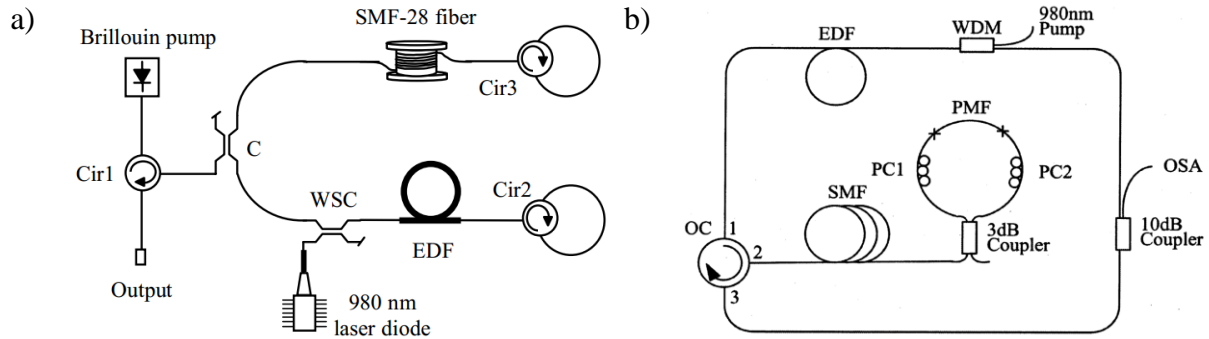 a)
Brillouin pump
SMF-28 fiber
Cir3
Cir1
C
WSC
EDF
Cir2
Output
980 nm
laser diode
b)
EDF
WDM
980nm
Pump
PMF
PC1
PC2
OSA
SMF
OC
1
2
3
3dB
Coupler
10dB
Coupler